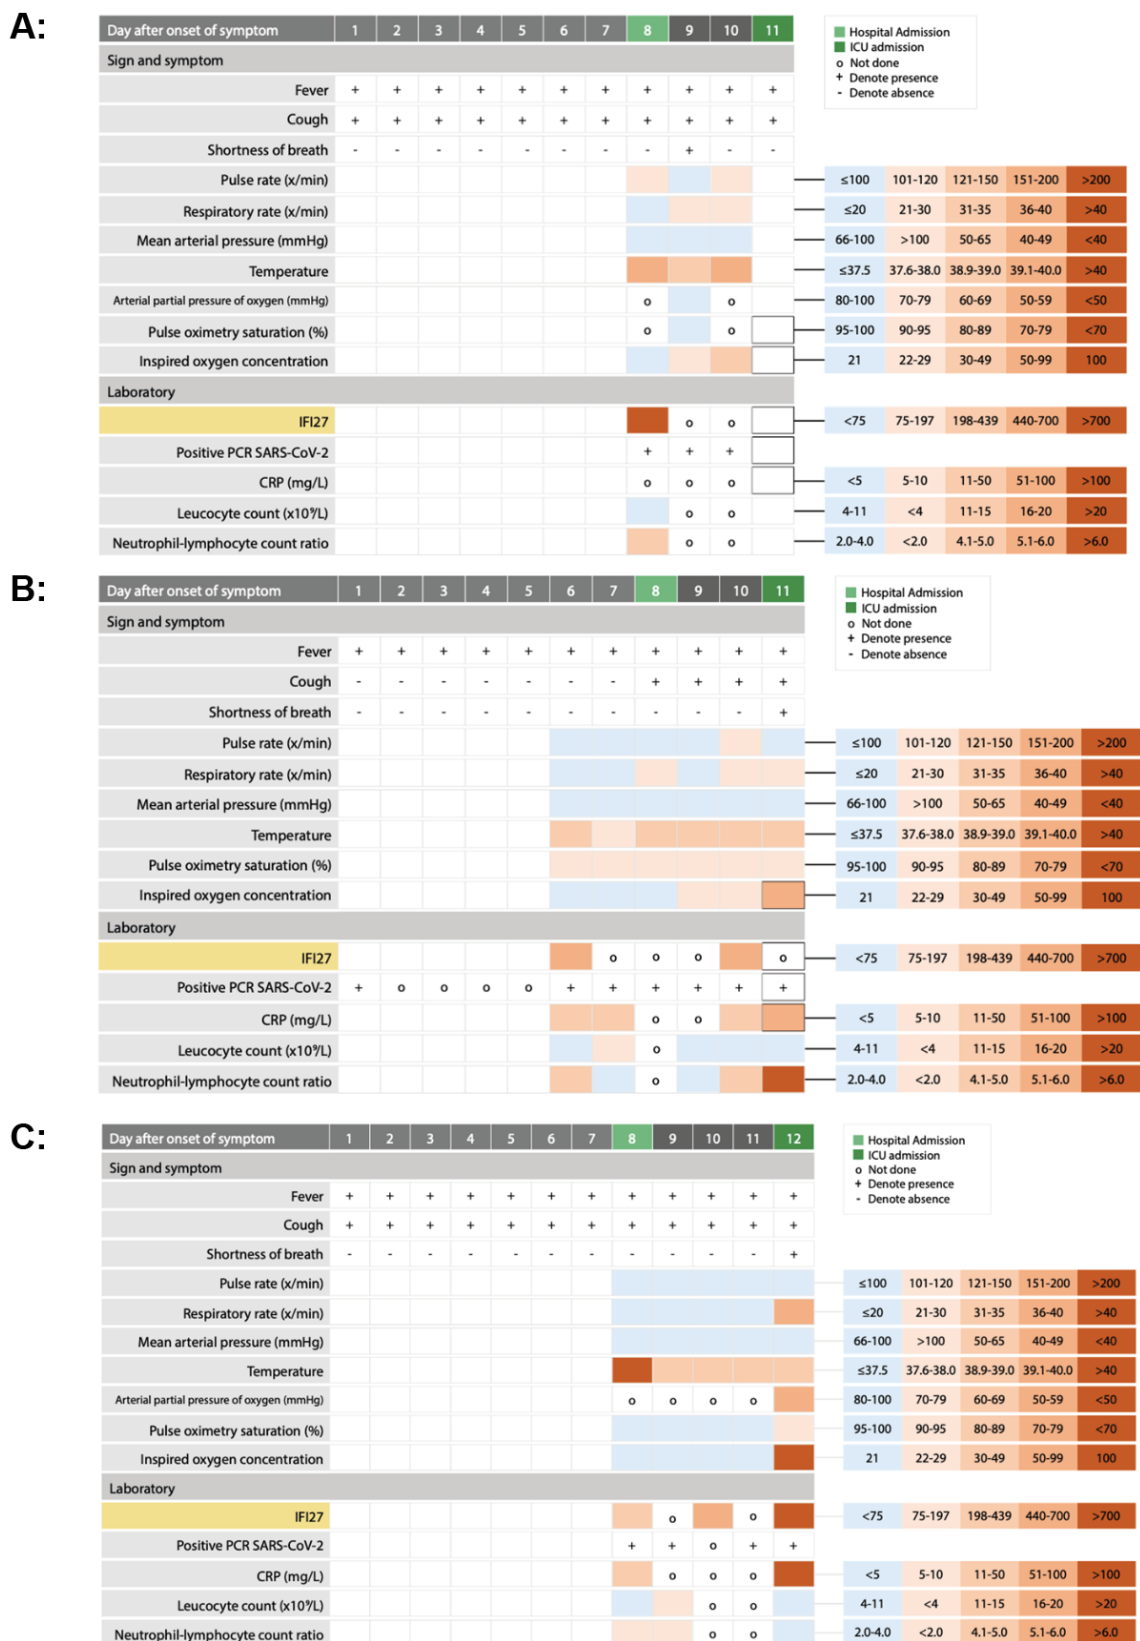 A:
Day after onset of symptom 1 2 3 4 5 6 7 8 9 10 11
Hospital Admission
ICU admission
o Not done
+ Denote presence
- Denote absence
Sign and symptom
Fever + + + + + + + + + + +
Cough + + + + + + + + + + +
Shortness of breath - - - - - - - - + - -
Pulse rate (x/min) ≤100 101-120 121-150 151-200 >200
Respiratory rate (x/min) ≤20 21-30 31-35 36-40 >40
Mean arterial pressure (mmHg) 66-100 >100 50-65 40-49 <40
Temperature ≤37.5 37.6-38.0 38.9-39.0 39.1-40.0 >40
Arterial partial pressure of oxygen (mmHg) o o 80-100 70-79 60-69 50-59 <50
Pulse oximetry saturation (%) o o 95-100 90-95 80-89 70-79 <70
Inspired oxygen concentration 21 22-29 30-49 50-99 100
Laboratory
IFI27 o o <75 75-197 198-439 440-700 >700
Positive PCR SARS-CoV-2 + + +
CRP (mg/L) o o o <5 5-10 11-50 51-100 >100
Leucocyte count (x10⁹/L) o o 4-11 <4 11-15 16-20 >20
Neutrophil-lymphocyte count ratio o o 2.0-4.0 <2.0 4.1-5.0 5.1-6.0 >6.0
B:
Day after onset of symptom 1 2 3 4 5 6 7 8 9 10 11
Hospital Admission
ICU admission
o Not done
+ Denote presence
- Denote absence
Sign and symptom
Fever + + + + + + + + + + +
Cough - - - - - - - + + + +
Shortness of breath - - - - - - - - - - +
Pulse rate (x/min) ≤100 101-120 121-150 151-200 >200
Respiratory rate (x/min) ≤20 21-30 31-35 36-40 >40
Mean arterial pressure (mmHg) 66-100 >100 50-65 40-49 <40
Temperature ≤37.5 37.6-38.0 38.9-39.0 39.1-40.0 >40
Pulse oximetry saturation (%) 95-100 90-95 80-89 70-79 <70
Inspired oxygen concentration 21 22-29 30-49 50-99 100
Laboratory
IFI27 o o o o <75 75-197 198-439 440-700 >700
Positive PCR SARS-CoV-2 + o o o o + + + + + +
CRP (mg/L) o o <5 5-10 11-50 51-100 >100
Leucocyte count (x10⁹/L) o 4-11 <4 11-15 16-20 >20
Neutrophil-lymphocyte count ratio o 2.0-4.0 <2.0 4.1-5.0 5.1-6.0 >6.0
C:
Day after onset of symptom 1 2 3 4 5 6 7 8 9 10 11 12
Hospital Admission
ICU admission
o Not done
+ Denote presence
- Denote absence
Sign and symptom
Fever + + + + + + + + + + + +
Cough + + + + + + + + + + + +
Shortness of breath - - - - - - - - - - - +
Pulse rate (x/min) ≤100 101-120 121-150 151-200 >200
Respiratory rate (x/min) ≤20 21-30 31-35 36-40 >40
Mean arterial pressure (mmHg) 66-100 >100 50-65 40-49 <40
Temperature ≤37.5 37.6-38.0 38.9-39.0 39.1-40.0 >40
Arterial partial pressure of oxygen (mmHg) o o o o 80-100 70-79 60-69 50-59 <50
Pulse oximetry saturation (%) 95-100 90-95 80-89 70-79 <70
Inspired oxygen concentration 21 22-29 30-49 50-99 100
Laboratory
IFI27 o o <75 75-197 198-439 440-700 >700
Positive PCR SARS-CoV-2 + + o + +
CRP (mg/L) o o o <5 5-10 11-50 51-100 >100
Leucocyte count (x10⁹/L) o o 4-11 <4 11-15 16-20 >20
Neutrophil-lymphocyte count ratio o o 2.0-4.0 <2.0 4.1-5.0 5.1-6.0 >6.0